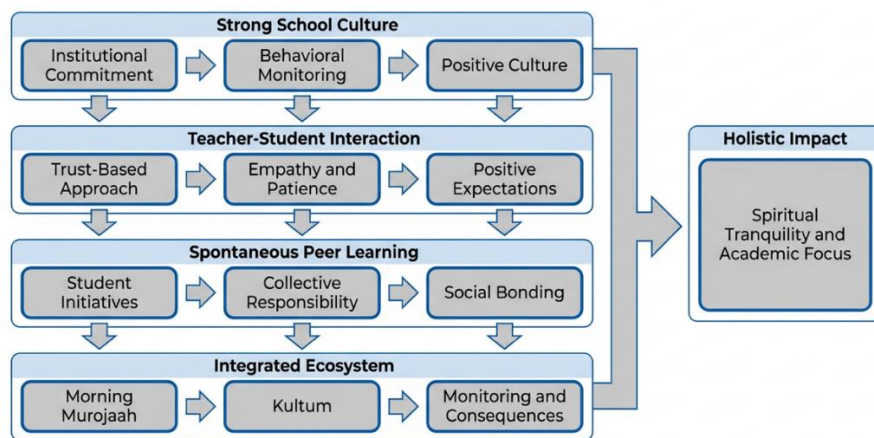 Strong School Culture
Institutional
Commitment
Behavioral
Monitoring
Positive Culture
Teacher-Student Interaction
Trust-Based
Approach
Empathy and
Patience
Positive
Expectations
Spontaneous Peer Learning
Student
Initiatives
Collective
Responsibility
Social Bonding
Integrated Ecosystem
Morning
Murojaah
Kultum
Monitoring and
Consequences
Holistic Impact
Spiritual
Tranquility and
Academic Focus